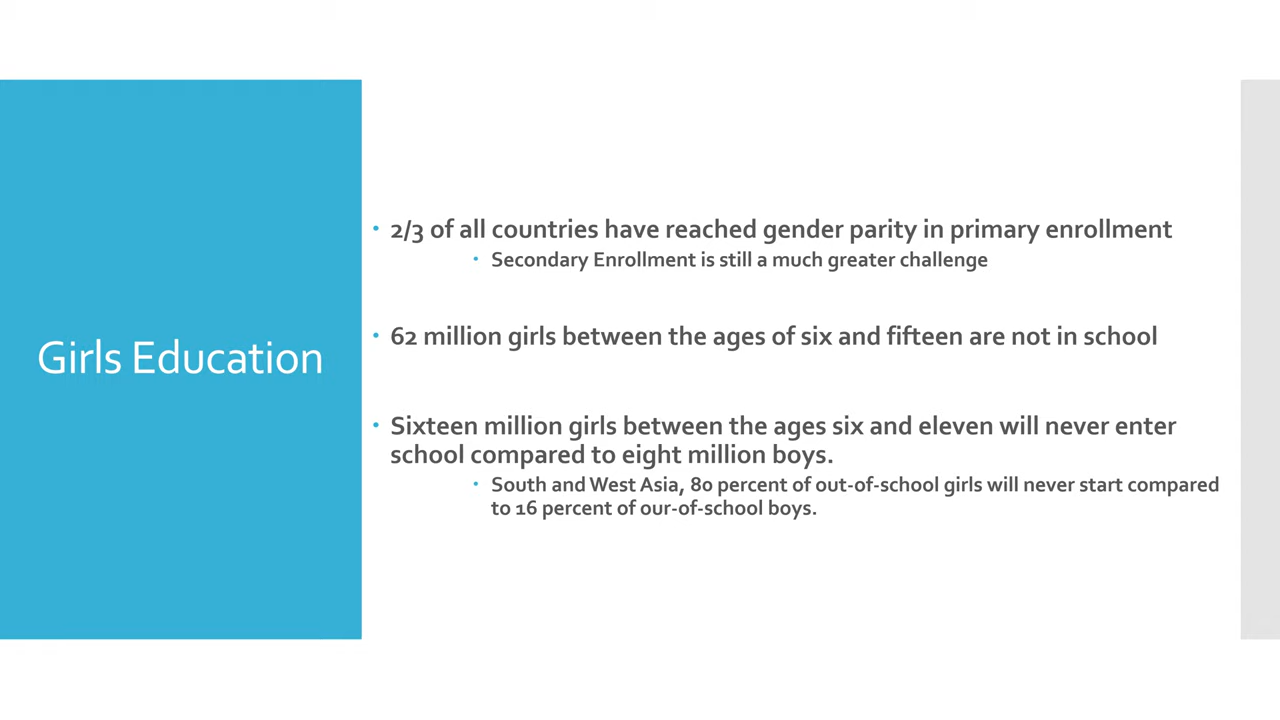 Girls Education
• 2/3 of all countries have reached gender parity in primary enrollment
• Secondary Enrollment is still a much greater challenge
• 62 million girls between the ages of six and fifteen are not in school
• Sixteen million girls between the ages six and eleven will never enter
school compared to eight million boys.
• South and West Asia, 80 percent of out-of-school girls will never start compared
to 16 percent of our-of-school boys.